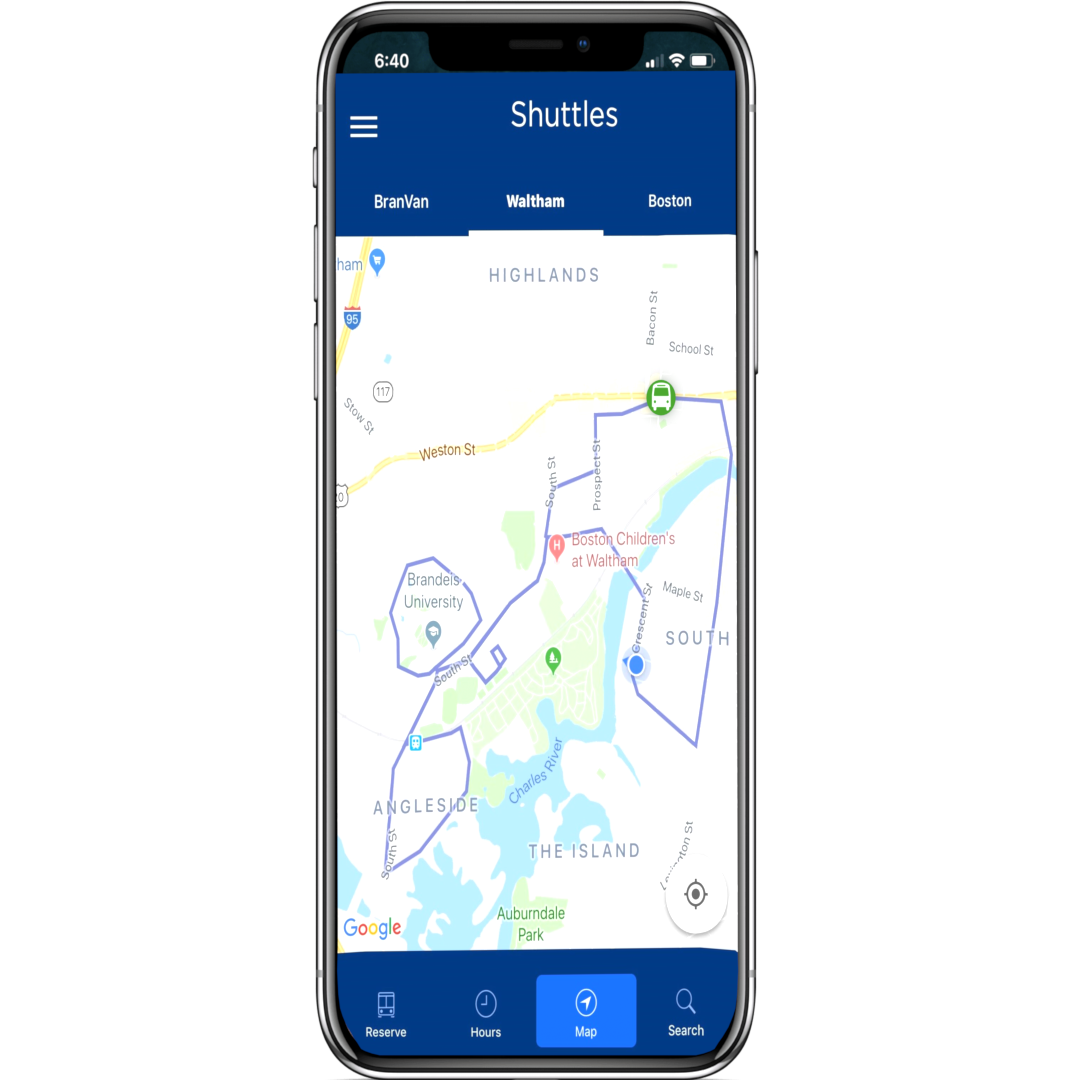 6:40
Shuttles
BranVan
Waltham
Boston
ham
HIGHLANDS
95
Bacon St
School St
117
Stow St
Weston St
South St
Prospect St
20
Boston Children's
at Waltham
Brandeis
University
Maple St
Crescent St
SOUTH
South St
Charles River
ANGLESIDE
South St
THE ISLAND
Auburndale
Park
Google
Reserve
Hours
Map
Search